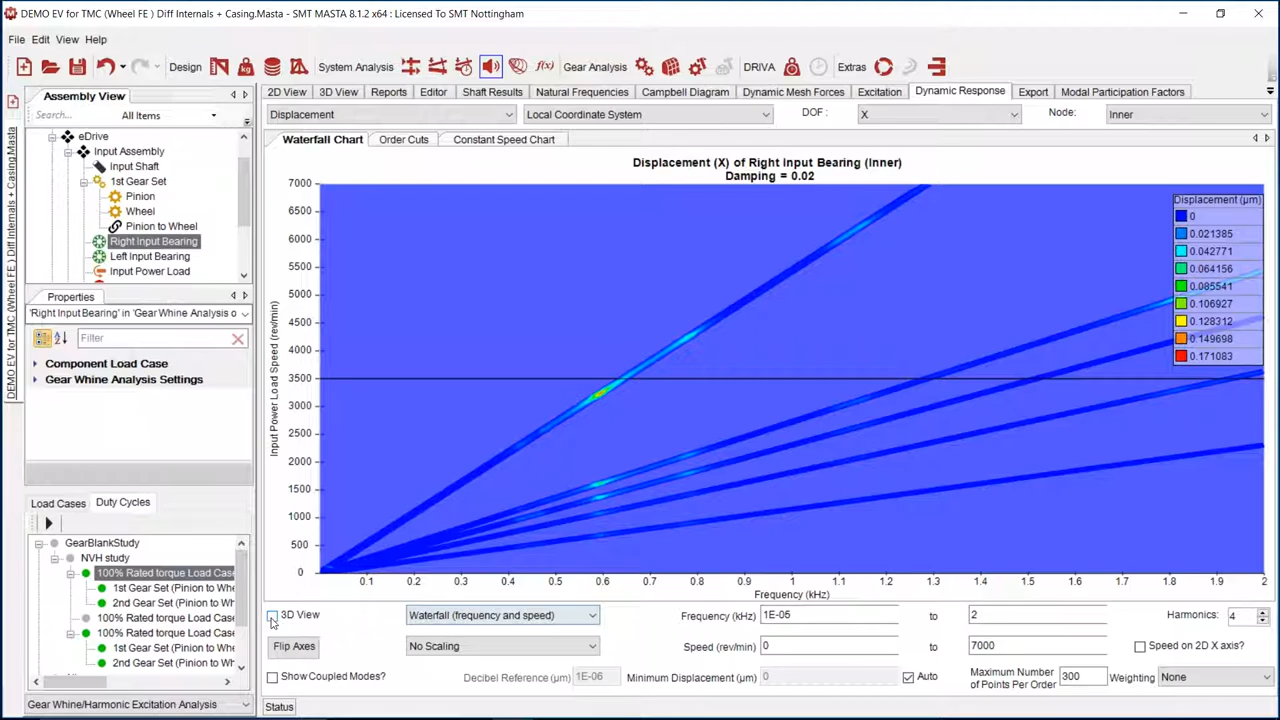 DEMO EV for TMC (Wheel FE ) Diff Internals + Casing.Masta - SMT MASTA 8.1.2 x64 : Licensed To SMT Nottingham
File Edit View Help
Design System Analysis f(x) Gear Analysis DRIVA Extras
Assembly View
Search... All Items
eDrive
Input Assembly
Input Shaft
1st Gear Set
Pinion
Wheel
Pinion to Wheel
Right Input Bearing
Left Input Bearing
Input Power Load
DEMO EV for TMC (Wheel FE ) Diff Internals + Casing.Masta
Properties
'Right Input Bearing' in 'Gear Whine Analysis o
Filter
Component Load Case
Gear Whine Analysis Settings
Load Cases Duty Cycles
GearBlankStudy
NVH study
100% Rated torque Load Case
1st Gear Set (Pinion to Whe
2nd Gear Set (Pinion to Wh
100% Rated torque Load Case
100% Rated torque Load Case
1st Gear Set (Pinion to Whe
2nd Gear Set (Pinion to Wh
Gear Whine/Harmonic Excitation Analysis
2D View 3D View Reports Editor Shaft Results Natural Frequencies Campbell Diagram Dynamic Mesh Forces Excitation Dynamic Response Export Modal Participation Factors
Displacement Local Coordinate System DOF : X Node: Inner
Waterfall Chart Order Cuts Constant Speed Chart
Displacement (X) of Right Input Bearing (Inner)
Damping = 0.02
Input Power Load Speed (rev/min)
7000
6500
6000
5500
5000
4500
4000
3500
3000
2500
2000
1500
1000
500
0
0.1 0.2 0.3 0.4 0.5 0.6 0.7 0.8 0.9 1 1.1 1.2 1.3 1.4 1.5 1.6 1.7 1.8 1.9 2
Frequency (kHz)
Displacement (µm)
0
0.021385
0.042771
0.064156
0.085541
0.106927
0.128312
0.149698
0.171083
3D View Waterfall (frequency and speed) Frequency (kHz) 1E-05 to 2 Harmonics: 4
Flip Axes No Scaling Speed (rev/min) 0 to 7000 Speed on 2D X axis?
Show Coupled Modes? Decibel Reference (µm) 1E-06 Minimum Displacement (µm) 0 Auto Maximum Number of Points Per Order 300 Weighting None
Status